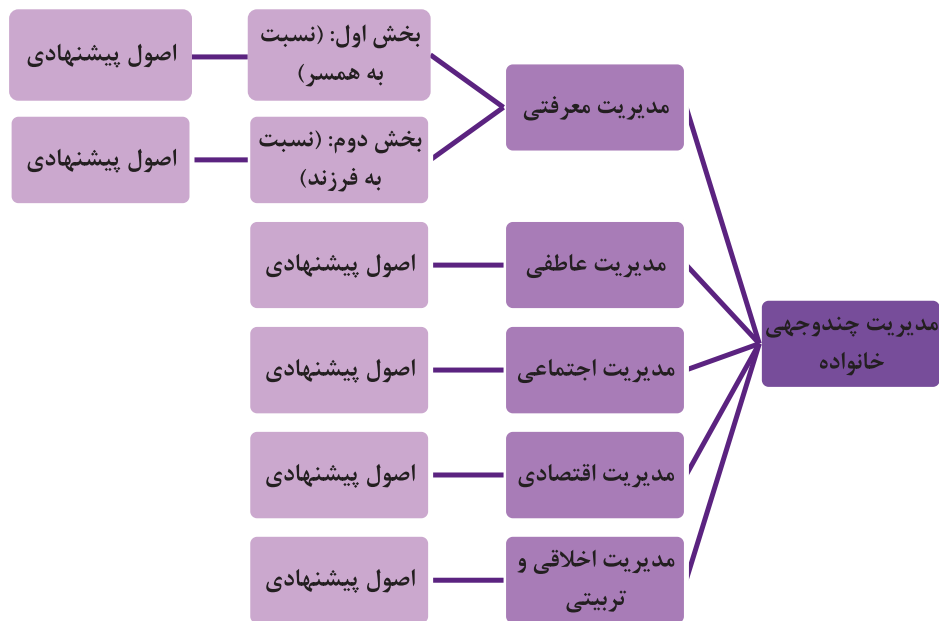 مدیریت چندوجهی
خانواده
مدیریت معرفتی
بخش اول: (نسبت
به همسر)
اصول پیشنهادی
بخش دوم: (نسبت
به فرزند)
اصول پیشنهادی
مدیریت عاطفی
اصول پیشنهادی
مدیریت اجتماعی
اصول پیشنهادی
مدیریت اقتصادی
اصول پیشنهادی
مدیریت اخلاقی و
تربیتی
اصول پیشنهادی